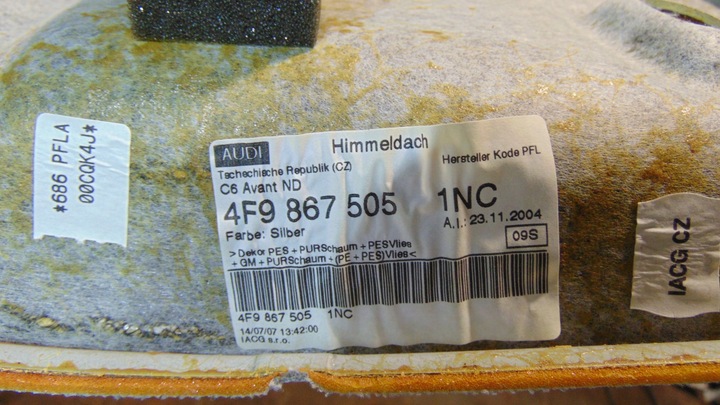 *686 PFLA
00CQK4J*
AUDI
Himmeldach
Tschechische Republik (CZ)
Hersteller Kode PFL
C6 Avant ND
4F9 867 505 1NC
Farbe: Silber
A.I.: 23.11.2004
09S
>Dekor PES + PURSchaum + PESVlies
+ GM + PURSchaum + (PE + PES)Vlies<
4F9 867 505 1NC
14/07/07 13:42:00
IACG s.r.o.
IACG CZ